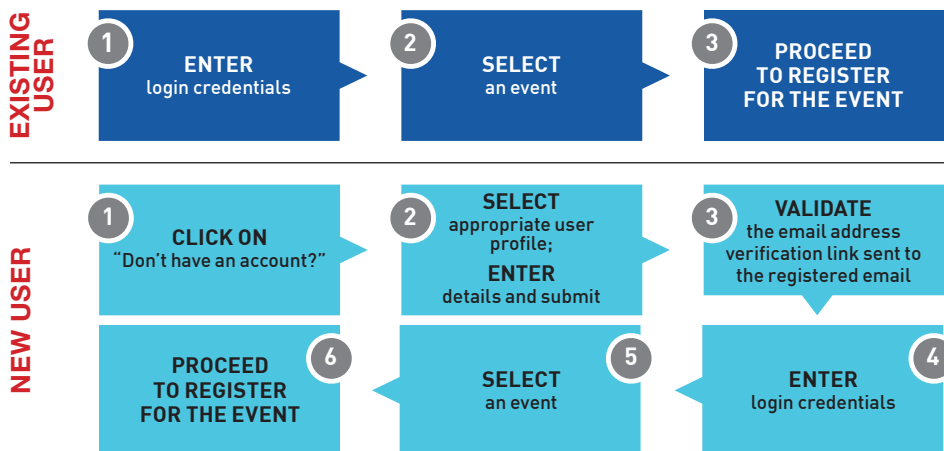 EXISTING
USER
1
ENTER
login credentials
2
SELECT
an event
3
PROCEED
TO REGISTER
FOR THE EVENT
NEW USER
1
CLICK ON
“Don’t have an account?”
2
SELECT
appropriate user
profile;
ENTER
details and submit
3
VALIDATE
the email address
verification link sent to
the registered email
4
ENTER
login credentials
5
SELECT
an event
6
PROCEED
TO REGISTER
FOR THE EVENT